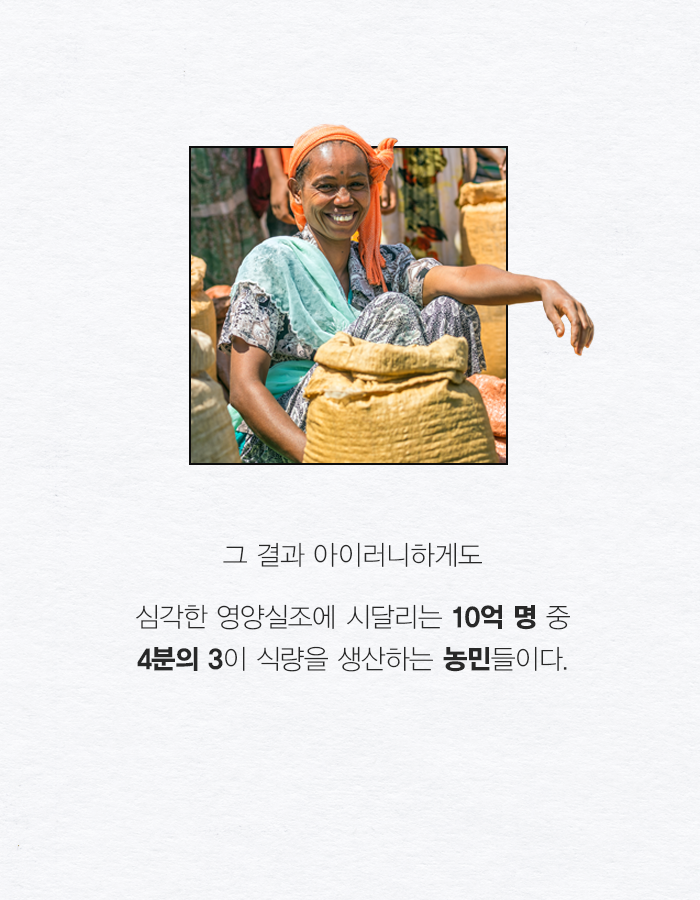 그 결과 아이러니하게도
심각한 영양실조에 시달리는 10억 명 중
4분의 3이 식량을 생산하는 농민들이다.